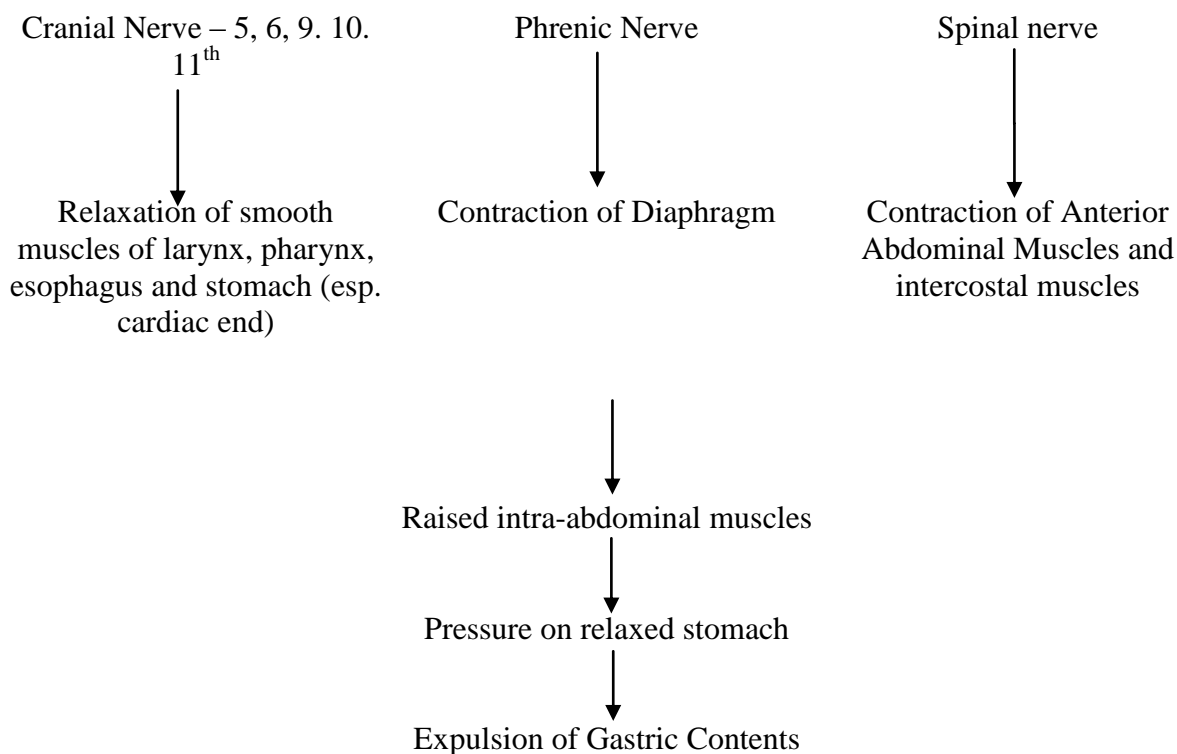 Cranial Nerve – 5, 6, 9. 10.
11th
Phrenic Nerve
Spinal nerve
Relaxation of smooth
muscles of larynx, pharynx,
esophagus and stomach (esp.
cardiac end)
Contraction of Diaphragm
Contraction of Anterior
Abdominal Muscles and
intercostal muscles
Raised intra-abdominal muscles
Pressure on relaxed stomach
Expulsion of Gastric Contents